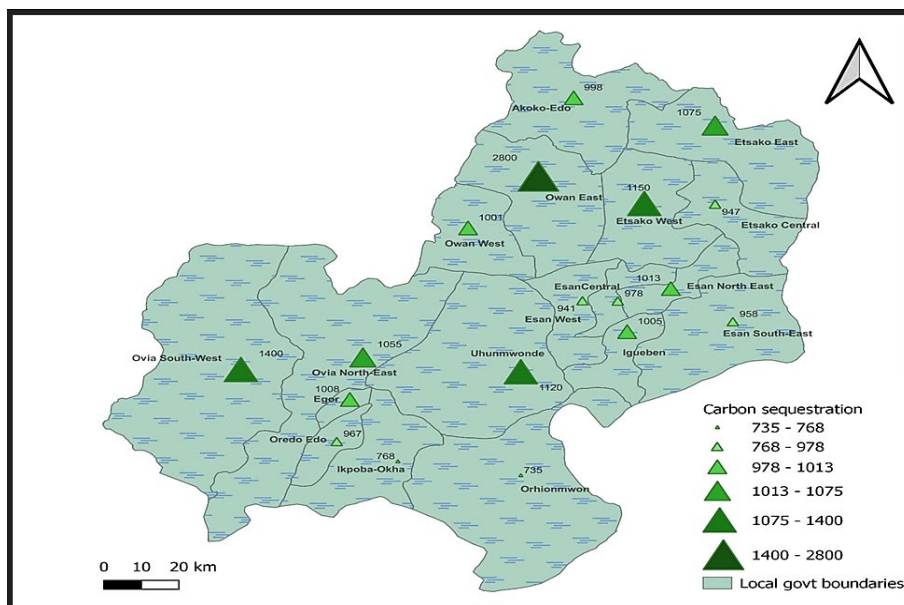 998
Akoko-Edo
1075
Etsako East
2800
Owan East
1150
Etsako West
947
Etsako Central
1001
Owan West
1013
Esan North East
EsanCentral
978
941
Esan West
958
Esan South-East
1005
Igueben
Ovia South-West
1400
1055
Ovia North-East
Uhunmwonde
1120
1008
Egor
Oredo Edo
967
768
Ikpoba-Okha
735
Orhionmwon
Carbon sequestration
735 - 768
768 - 978
978 - 1013
1013 - 1075
1075 - 1400
1400 - 2800
Local govt boundaries
0 10 20 km